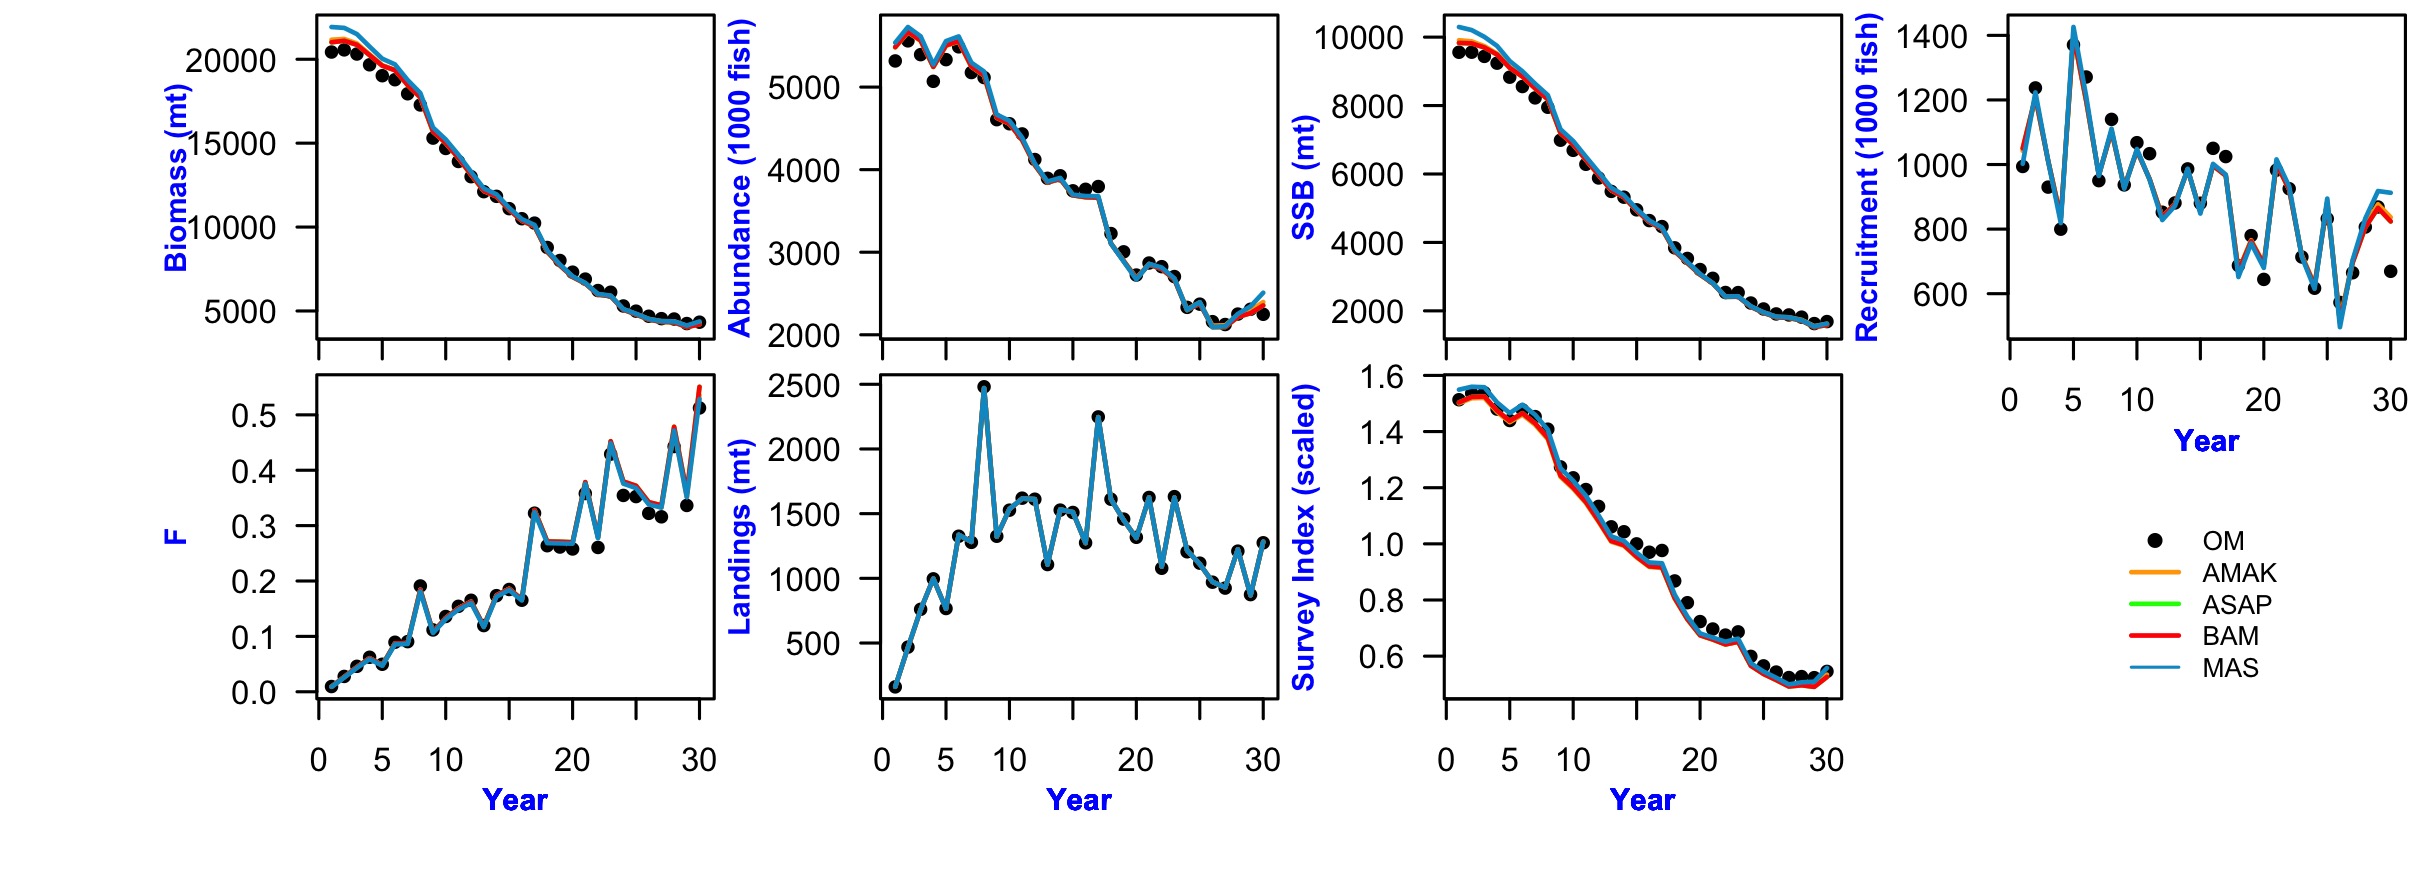 Biomass (mt)
20000
15000
10000
5000
Abundance (1000 fish)
5000
4000
3000
2000
SSB (mt)
10000
8000
6000
4000
2000
Recruitment (1000 fish)
1400
1200
1000
800
600
0 5 10 20 30
Year
F
0.5
0.4
0.3
0.2
0.1
0.0
0 5 10 20 30
Year
Landings (mt)
2500
2000
1500
1000
500
0 5 10 20 30
Year
Survey Index (scaled)
1.6
1.4
1.2
1.0
0.8
0.6
0 5 10 20 30
Year
OM
AMAK
ASAP
BAM
MAS